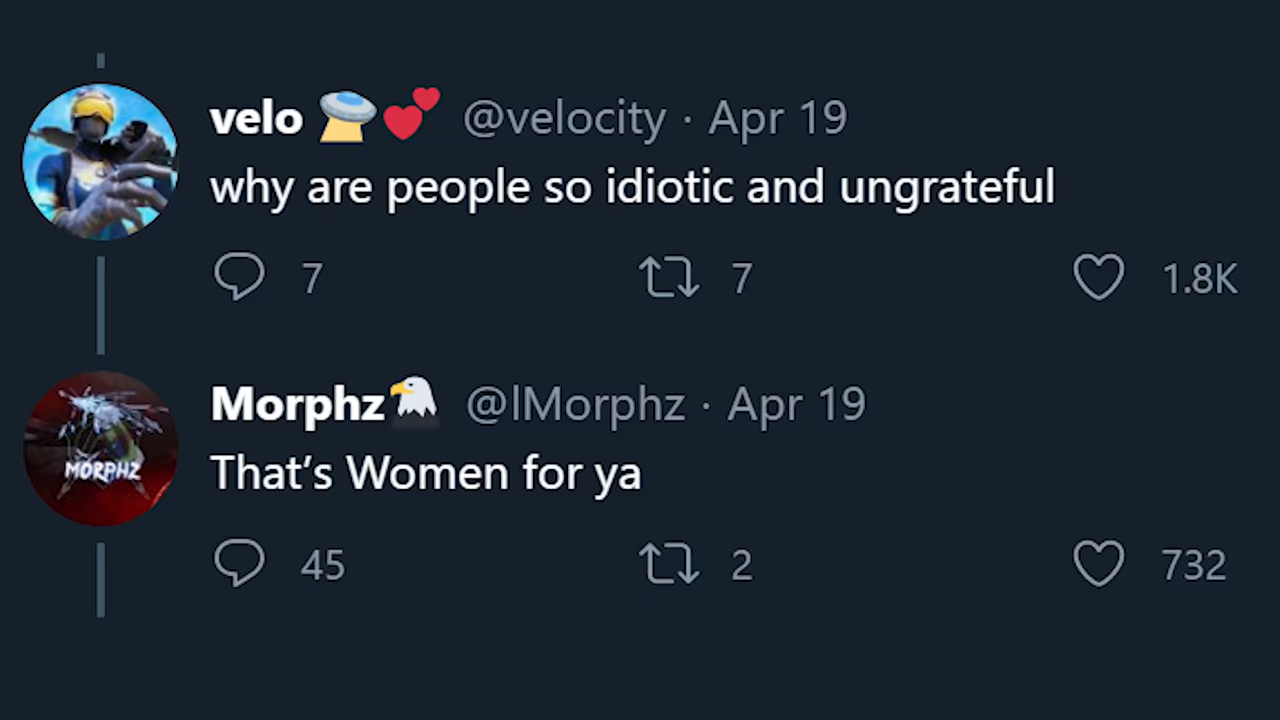 velo 🛸💕 @velocity · Apr 19
why are people so idiotic and ungrateful
7 7 1.8K
Morphz🦅 @lMorphz · Apr 19
MORPHZ
That’s Women for ya
45 2 732